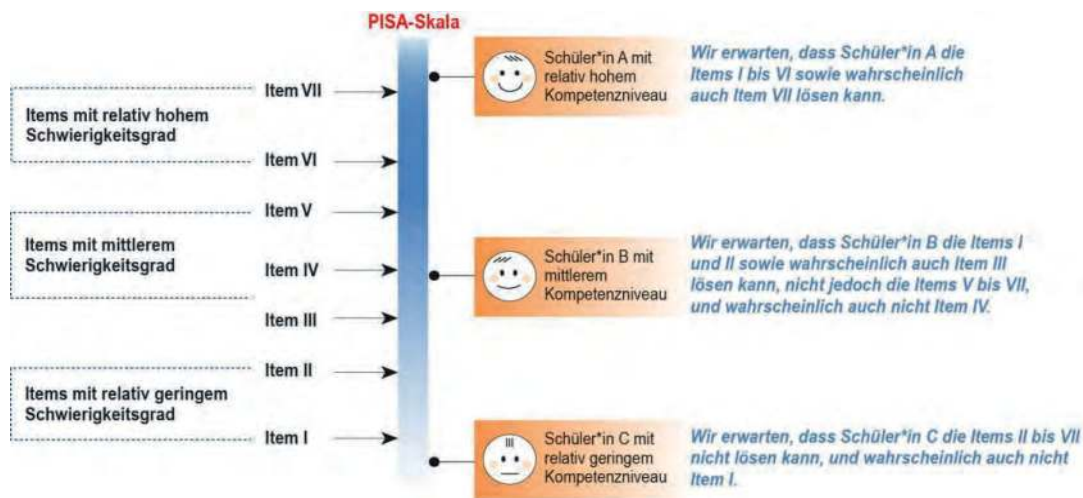 PISA-Skala
Item VII
Items mit relativ hohem
Schwierigkeitsgrad
Item VI
Item V
Items mit mittlerem
Schwierigkeitsgrad
Item IV
Item III
Item II
Items mit relativ geringem
Schwierigkeitsgrad
Item I
Schüler*in A mit
relativ hohem
Kompetenzniveau
Wir erwarten, dass Schüler*in A die
Items I bis VI sowie wahrscheinlich
auch Item VII lösen kann.
Schüler*in B mit
mittlerem
Kompetenzniveau
Wir erwarten, dass Schüler*in B die Items I
und II sowie wahrscheinlich auch Item III
lösen kann, nicht jedoch die Items V bis VII,
und wahrscheinlich auch nicht Item IV.
Schüler*in C mit
relativ geringem
Kompetenzniveau
Wir erwarten, dass Schüler*in C die Items II bis VII
nicht lösen kann, und wahrscheinlich auch nicht
Item I.